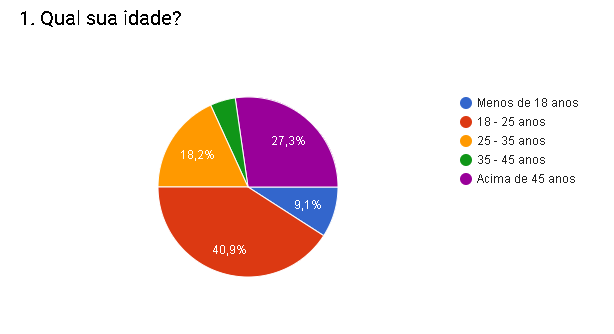 1. Qual sua idade?
Menos de 18 anos
18 - 25 anos
25 - 35 anos
35 - 45 anos
Acima de 45 anos
27,3%
18,2%
9,1%
40,9%